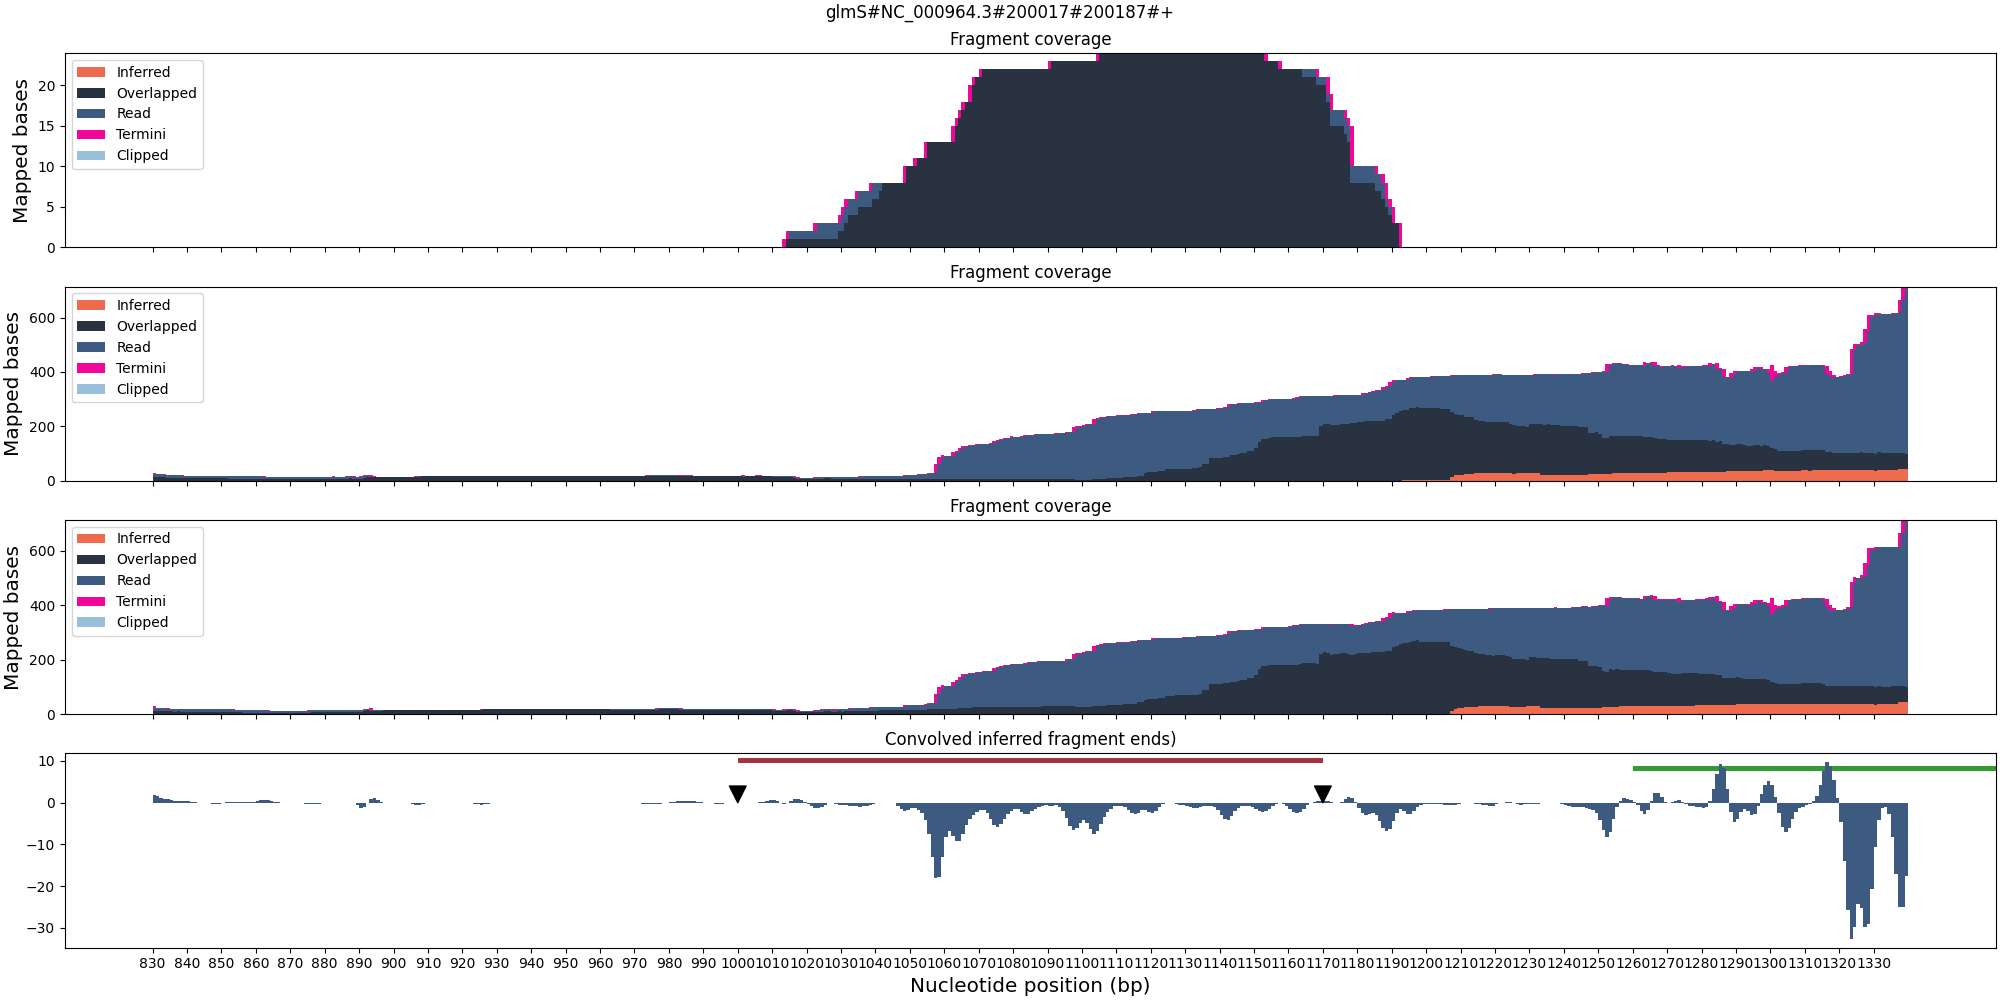 glmS#NC_000964.3#200017#200187#+
Fragment coverage
Mapped bases
20
15
10
5
0
Inferred
Overlapped
Read
Termini
Clipped
Fragment coverage
Mapped bases
600
400
200
0
Inferred
Overlapped
Read
Termini
Clipped
Fragment coverage
Mapped bases
600
400
200
0
Inferred
Overlapped
Read
Termini
Clipped
Convolved inferred fragment ends)
10
0
−10
−20
−30
830 840 850 860 870 880 890 900 910 920 930 940 950 960 970 980 990 1000 1010 1020 1030 1040 1050 1060 1070 1080 1090 1100 1110 1120 1130 1140 1150 1160 1170 1180 1190 1200 1210 1220 1230 1240 1250 1260 1270 1280 1290 1300 1310 1320 1330
Nucleotide position (bp)